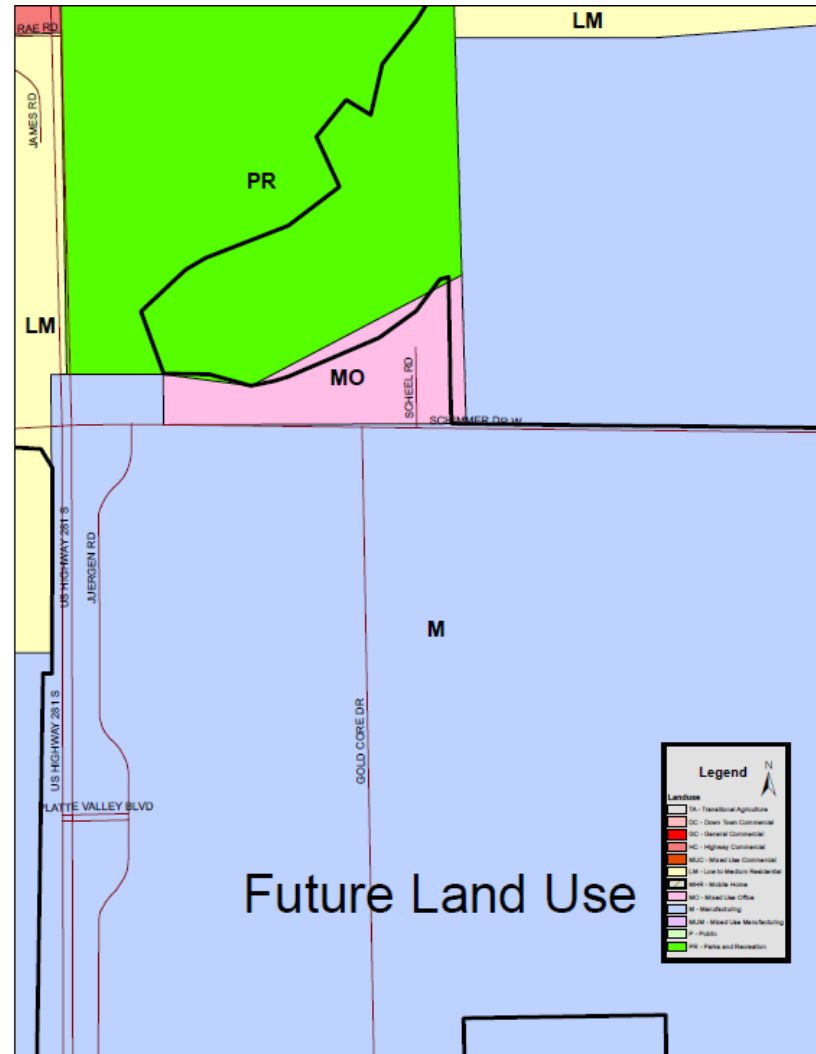 LM
RAE RD
JAMES RD
PR
LM
MO
SCHEEL RD
SCHIMMER DR W
US HIGHWAY 281 S
JUERGEN RD
M
US HIGHWAY 281 S
GOLD CORE DR
PLATTE VALLEY BLVD
Future Land Use
Legend
N
Landuse
TA - Transitional Agriculture
DC - Down Town Commercial
GC - General Commercial
HC - Highway Commercial
MUC - Mixed Use Commercial
LM - Low to Medium Residential
MHR - Mobile Home
MO - Mixed Use Office
M - Manufacturing
MUM - Mixed Use Manufacturing
P - Public
PR - Parks and Recreation